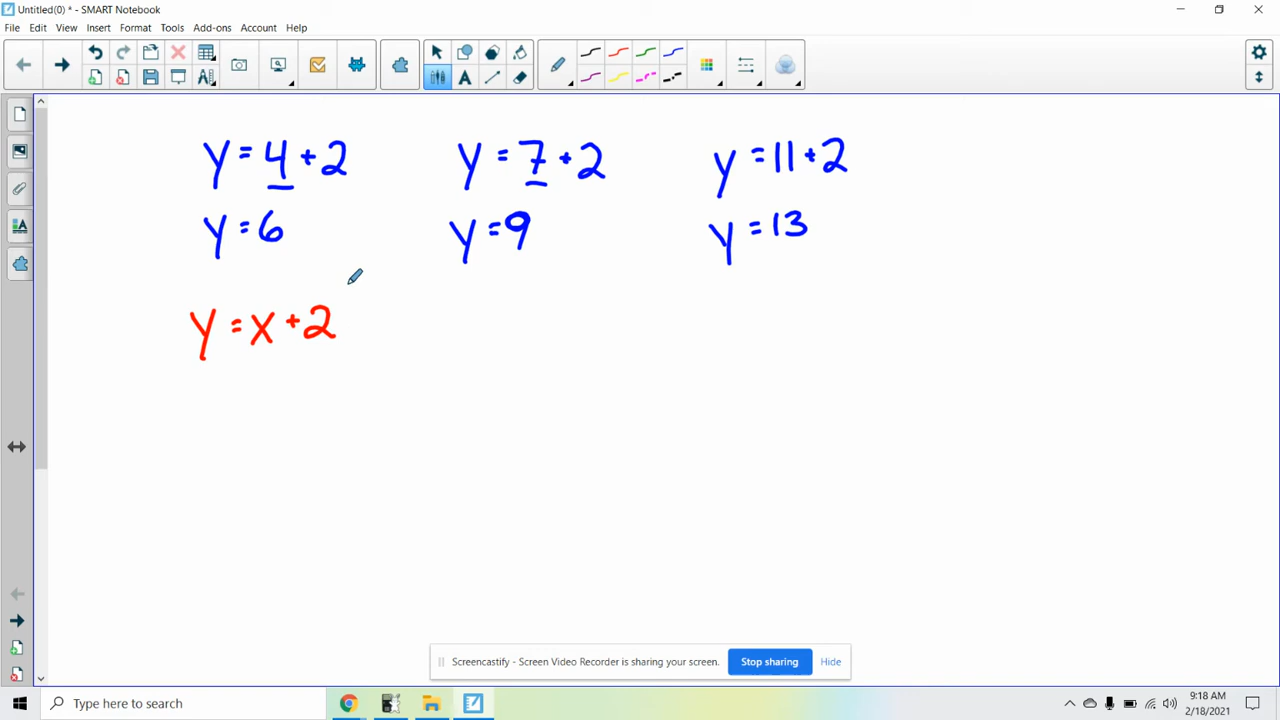 Untitled(0) * - SMART Notebook
File Edit View Insert Format Tools Add-ons Account Help
y = 4 + 2 y = 7 + 2 y = 11 + 2
y = 6 y = 9 y = 13
y = x + 2
Screencastify - Screen Video Recorder is sharing your screen. Stop sharing Hide
Type here to search
9:18 AM
2/18/2021